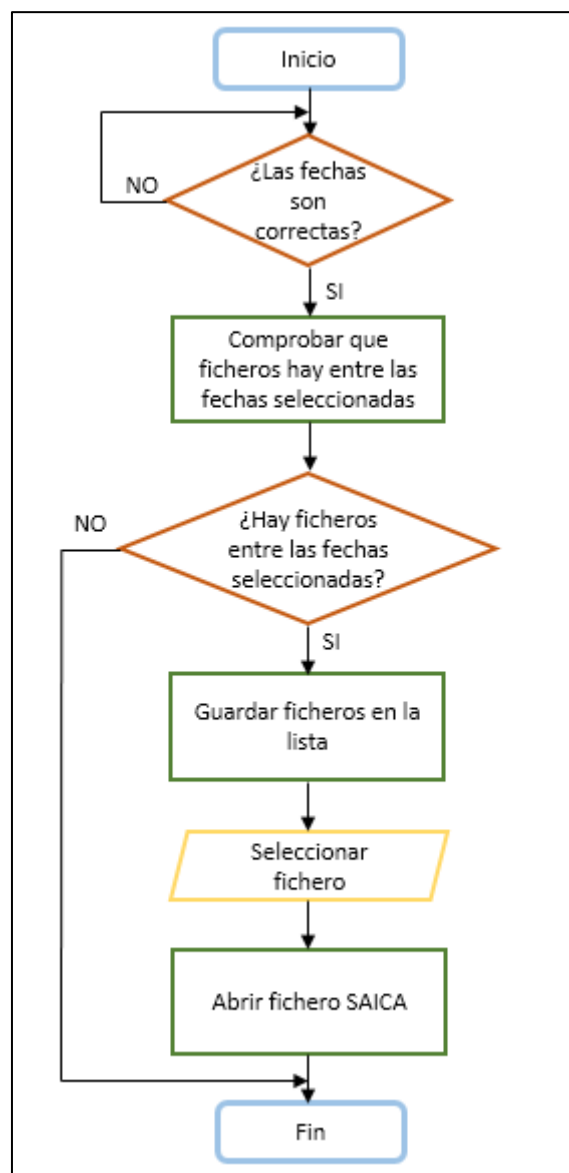 Inicio
¿Las fechas
son
correctas?
NO
SI
Comprobar que
ficheros hay entre las
fechas seleccionadas
NO
¿Hay ficheros
entre las fechas
seleccionadas?
SI
Guardar ficheros en la
lista
Seleccionar
fichero
Abrir fichero SAICA
Fin